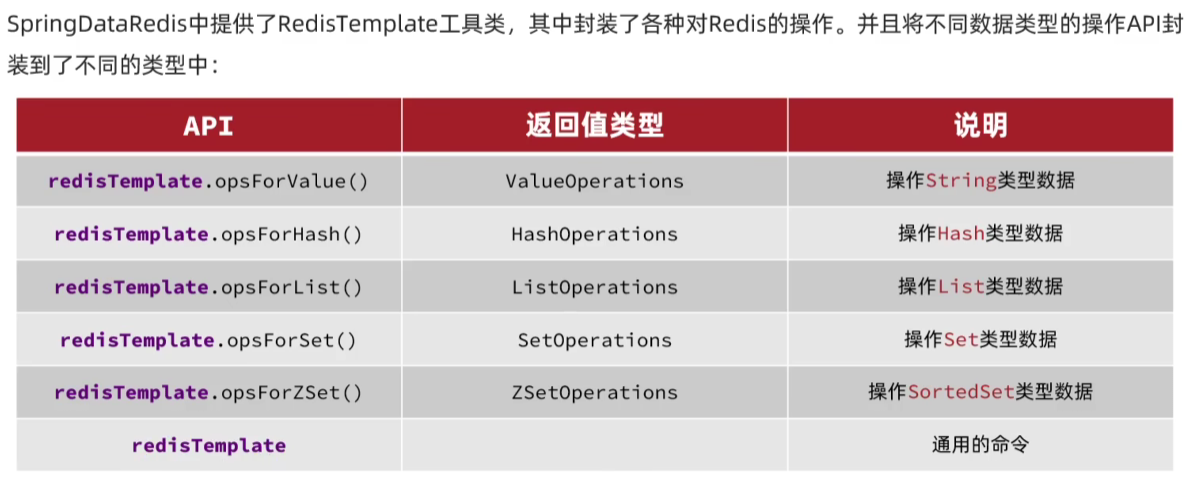 SpringDataRedis中提供了RedisTemplate工具类，其中封装了各种对Redis的操作。并且将不同数据类型的操作API封
装到了不同的类型中：
API 返回值类型 说明
redisTemplate.opsForValue() ValueOperations 操作String类型数据
redisTemplate.opsForHash() HashOperations 操作Hash类型数据
redisTemplate.opsForList() ListOperations 操作List类型数据
redisTemplate.opsForSet() SetOperations 操作Set类型数据
redisTemplate.opsForZSet() ZSetOperations 操作SortedSet类型数据
redisTemplate 通用的命令